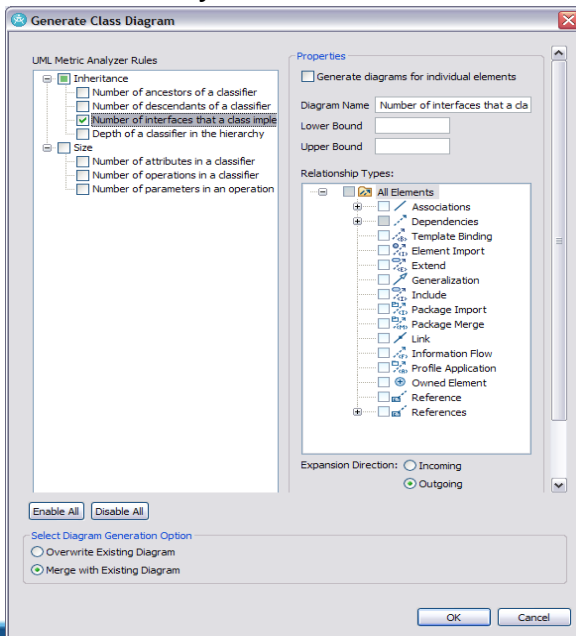 Generate Class Diagram
UML Metric Analyzer Rules
Inheritance
Number of ancestors of a classifier
Number of descendants of a classifier
Number of interfaces that a class imple
Depth of a classifier in the hierarchy
Size
Number of attributes in a classifier
Number of operations in a classifier
Number of parameters in an operation
Enable All
Disable All
Properties
Generate diagrams for individual elements
Diagram Name Number of interfaces that a cla
Lower Bound
Upper Bound
Relationship Types:
All Elements
Associations
Dependencies
Template Binding
Element Import
Extend
Generalization
Include
Package Import
Package Merge
Link
Information Flow
Profile Application
Owned Element
Reference
References
Expansion Direction: Incoming
Outgoing
Select Diagram Generation Option
Overwrite Existing Diagram
Merge with Existing Diagram
OK
Cancel